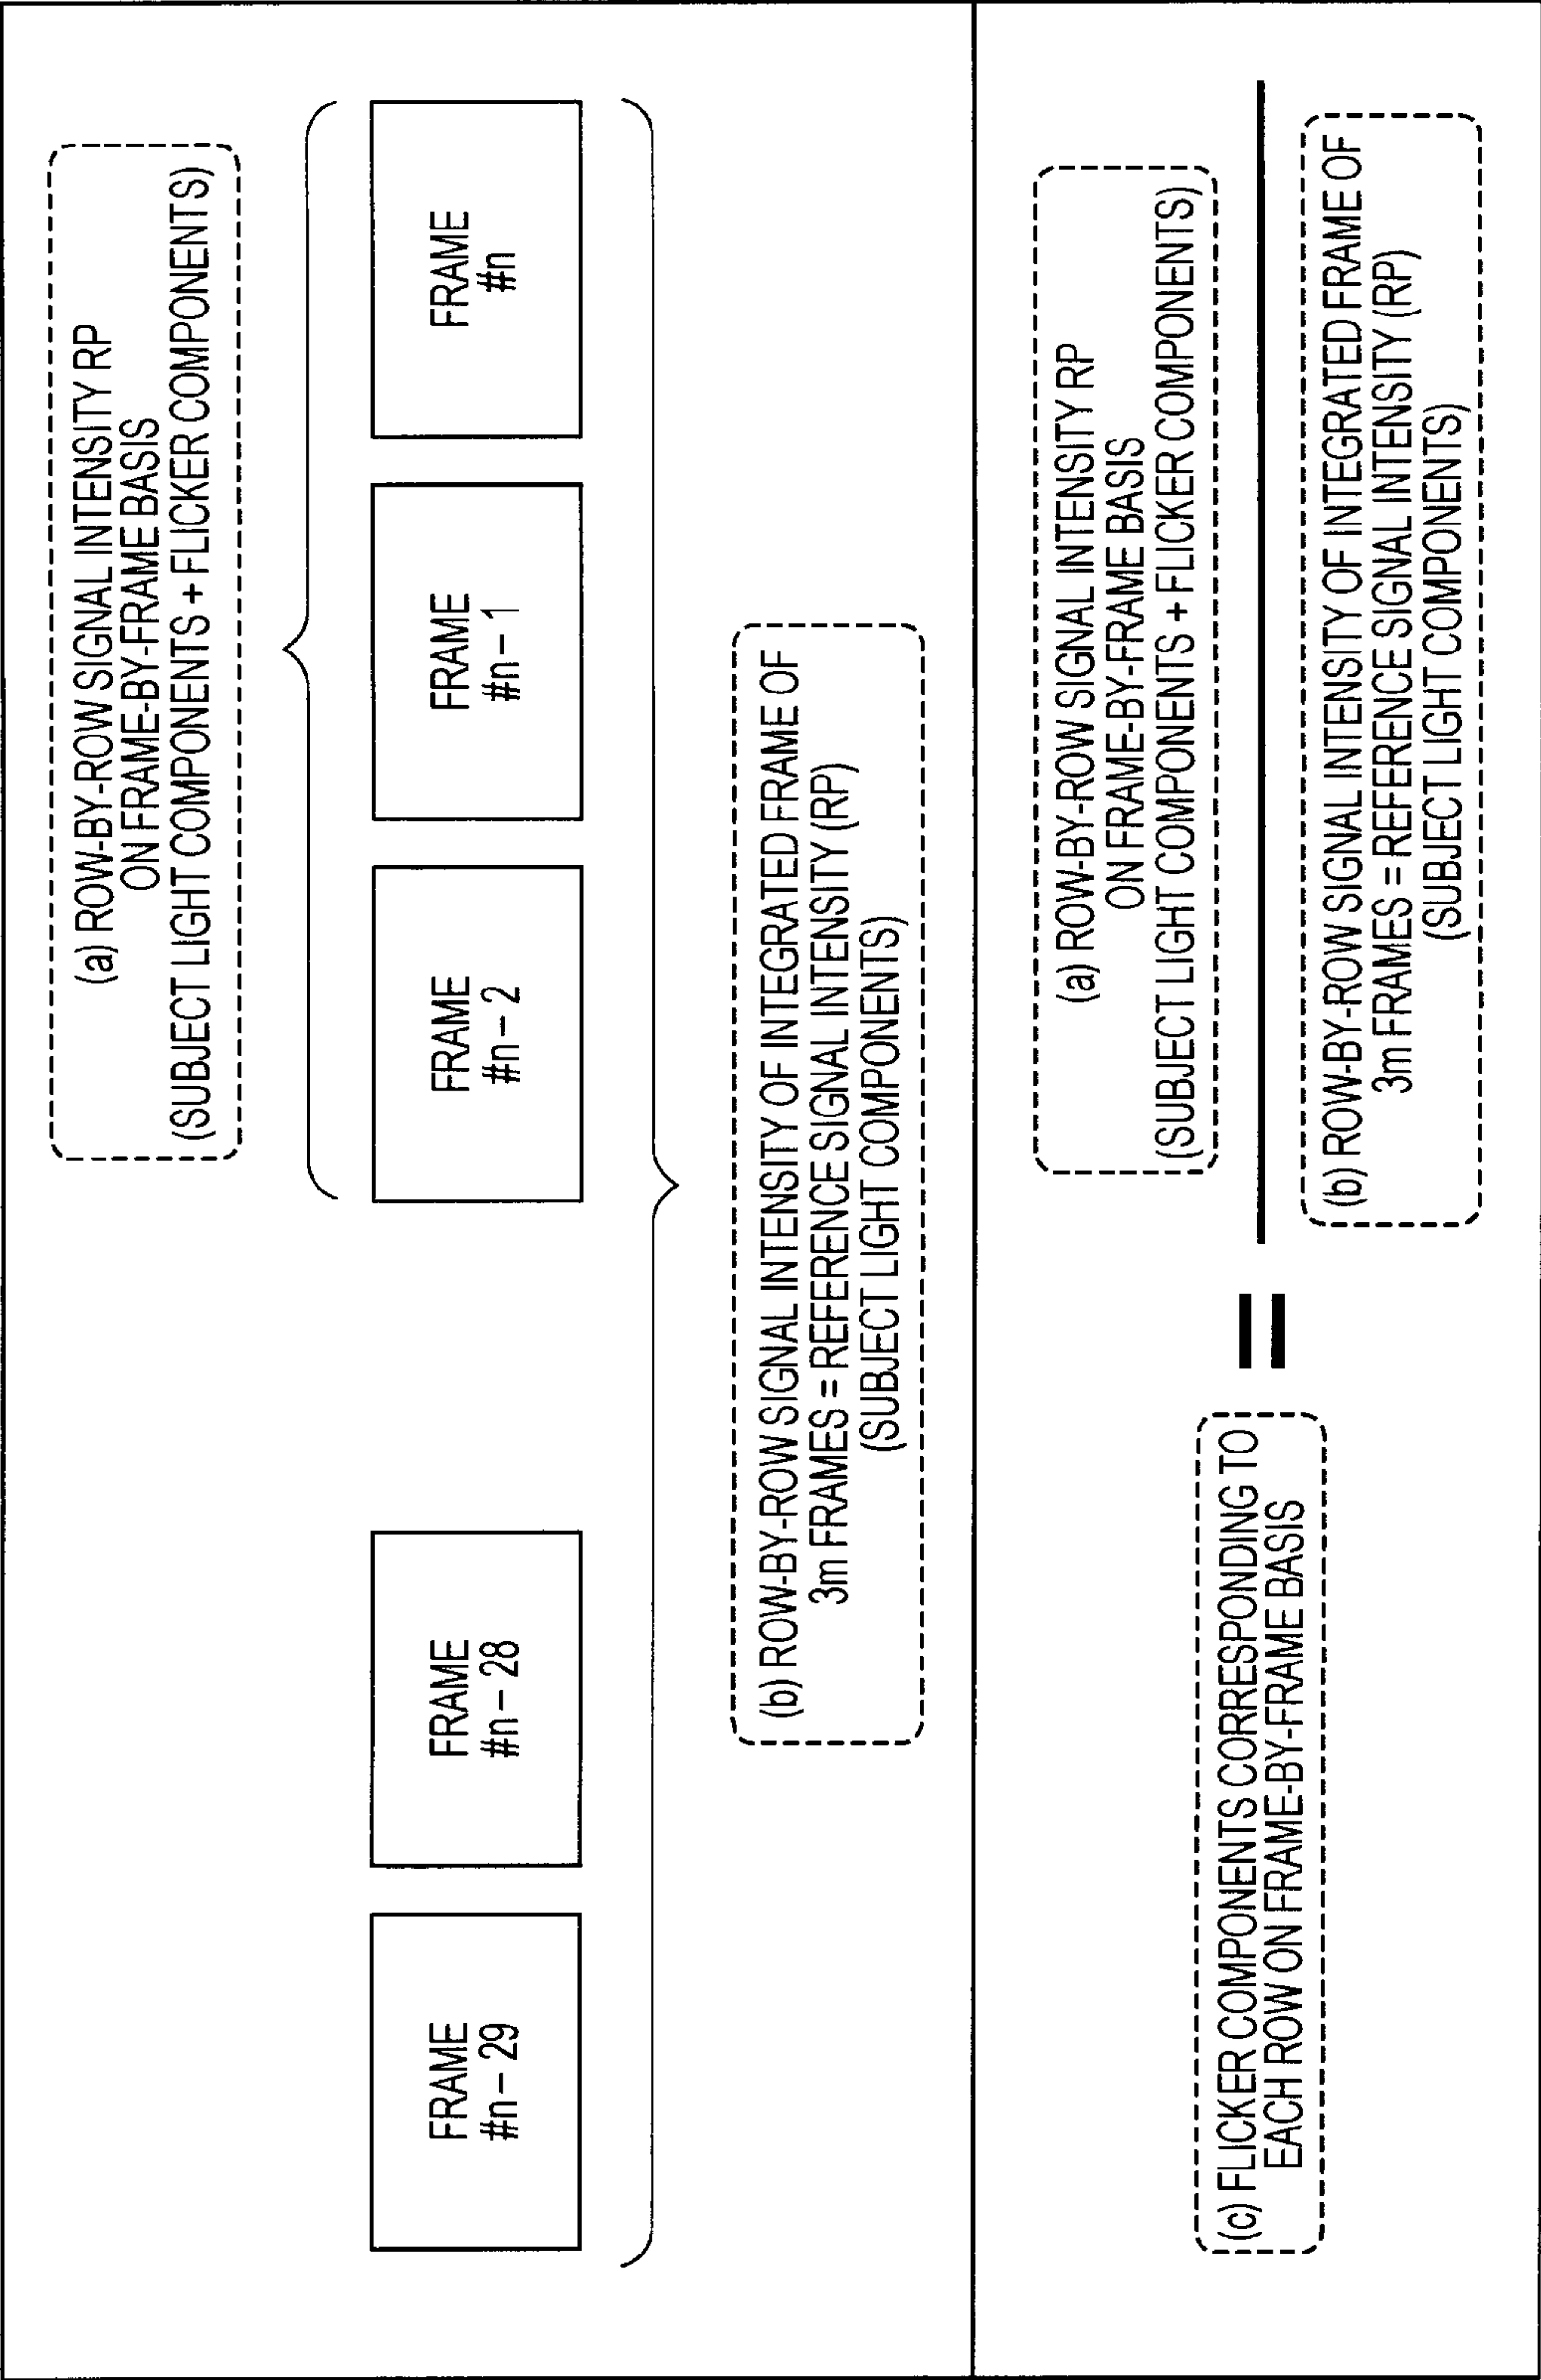 (a) ROW-BY-ROW SIGNAL INTENSITY RP
ON FRAME-BY-FRAME BASIS
(SUBJECT LIGHT COMPONENTS + FLICKER COMPONENTS)
FRAME
#n – 29
FRAME
#n – 28
FRAME
#n – 2
FRAME
#n – 1
FRAME
#n
(b) ROW-BY-ROW SIGNAL INTENSITY OF INTEGRATED FRAME OF
3m FRAMES = REFERENCE SIGNAL INTENSITY (RP)
(SUBJECT LIGHT COMPONENTS)
(c) FLICKER COMPONENTS CORRESPONDING TO
EACH ROW ON FRAME-BY-FRAME BASIS
=
(a) ROW-BY-ROW SIGNAL INTENSITY RP
ON FRAME-BY-FRAME BASIS
(SUBJECT LIGHT COMPONENTS + FLICKER COMPONENTS)
(b) ROW-BY-ROW SIGNAL INTENSITY OF INTEGRATED FRAME OF
3m FRAMES = REFERENCE SIGNAL INTENSITY (RP)
(SUBJECT LIGHT COMPONENTS)